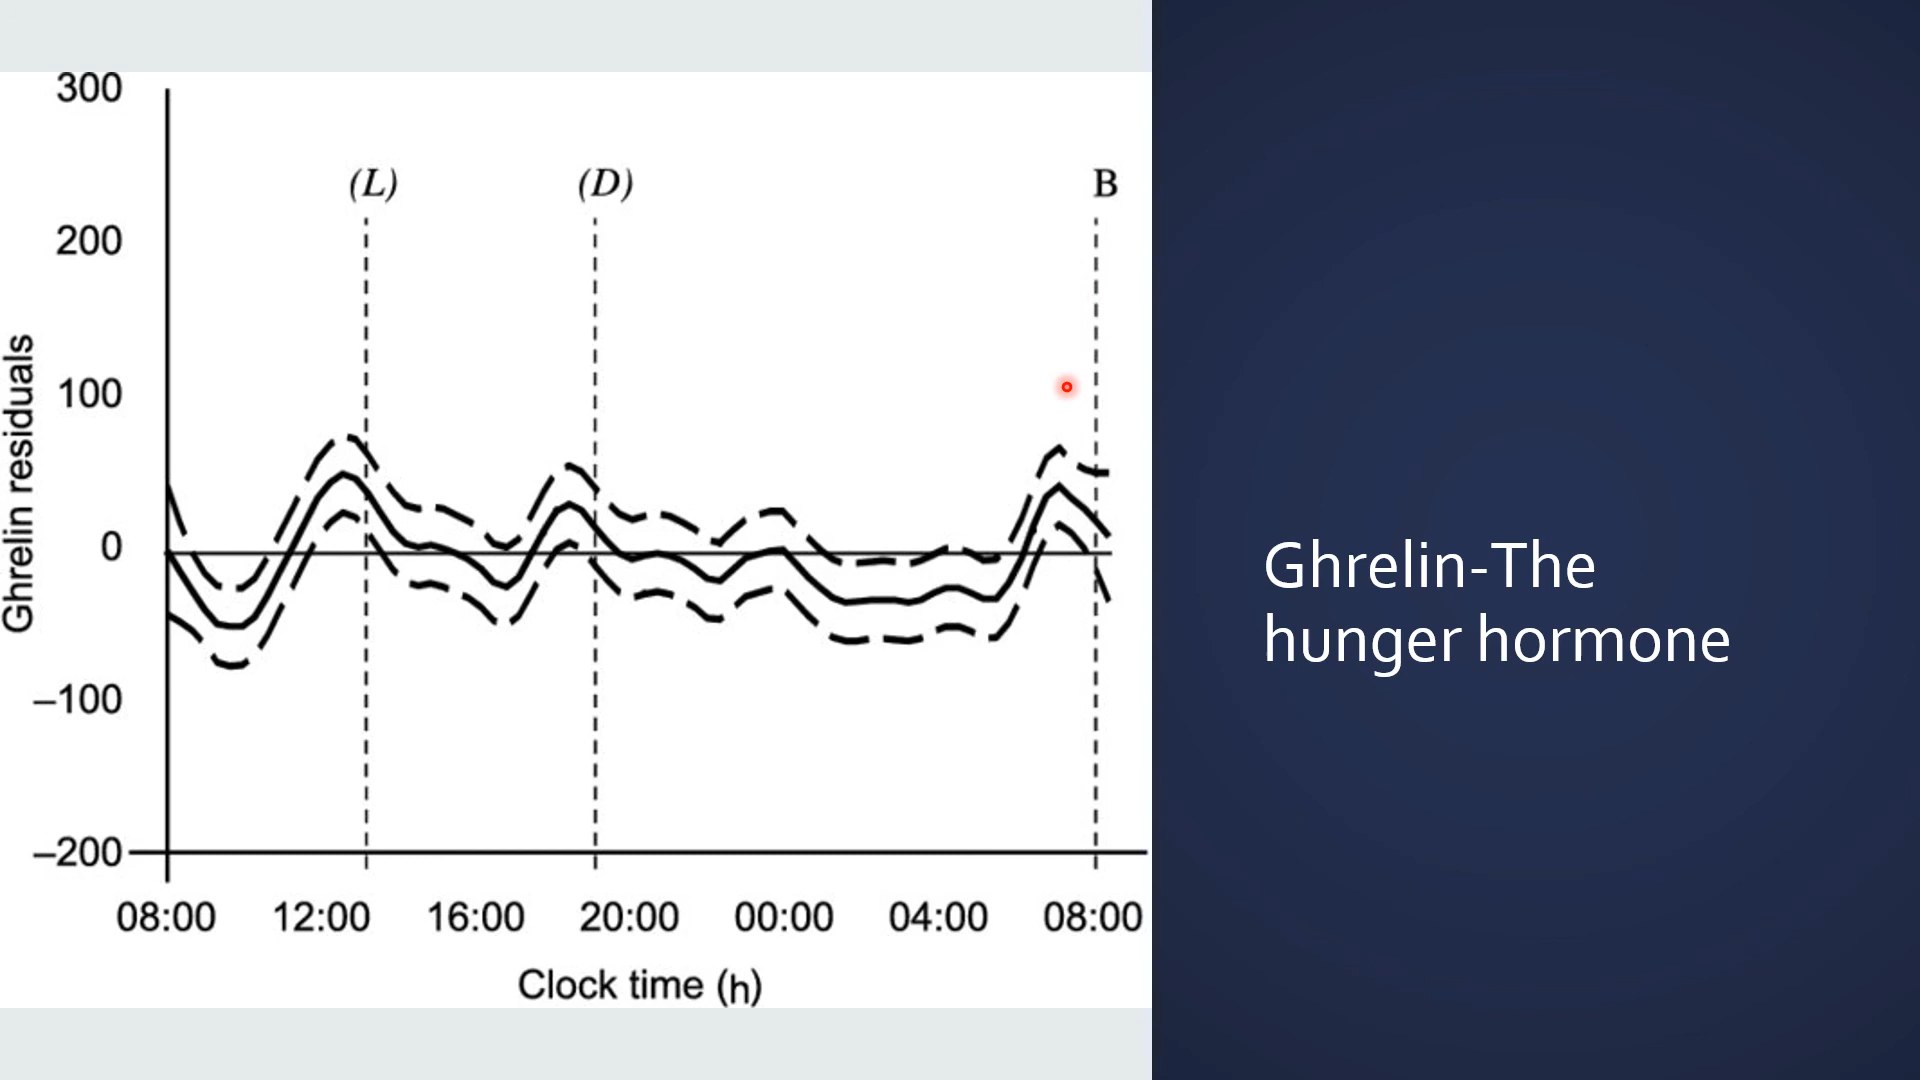 300
(L)
(D)
B
200
100
0
–100
–200
Ghrelin residuals
08:00 12:00 16:00 20:00 00:00 04:00 08:00
Clock time (h)
Ghrelin-The
hunger hormone